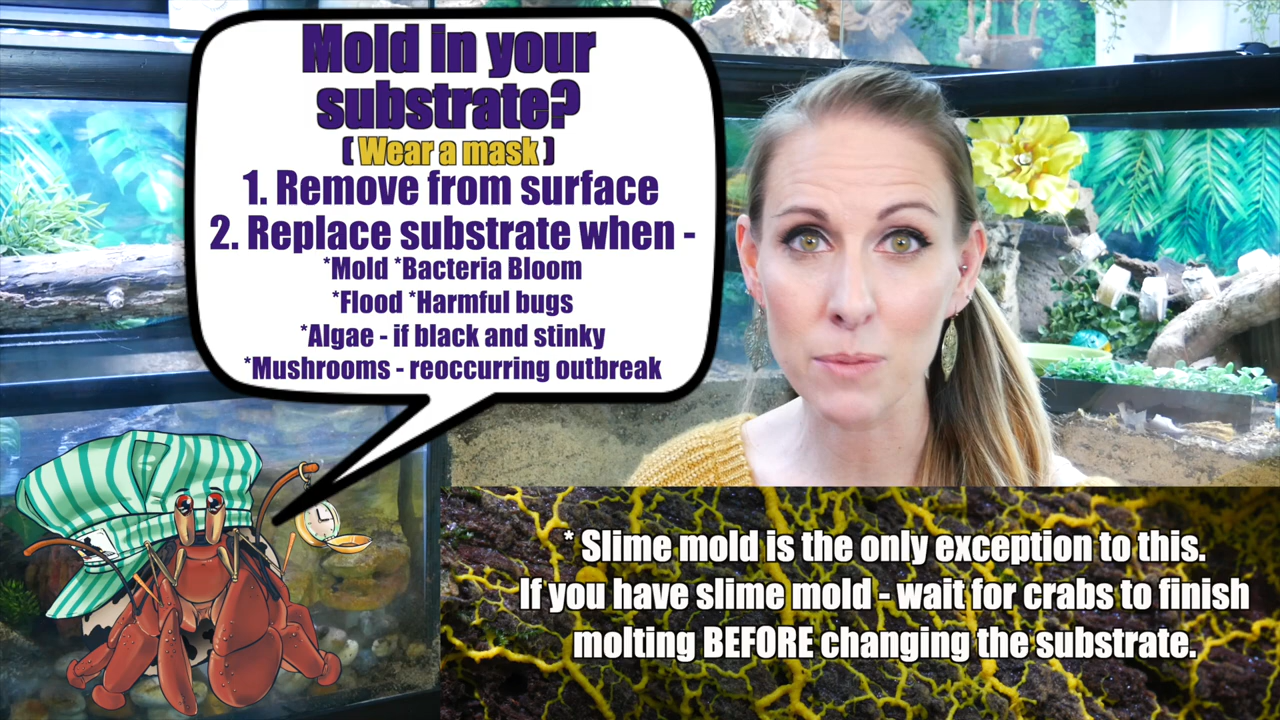 Mold in your
substrate?
( Wear a mask )
1. Remove from surface
2. Replace substrate when -
*Mold *Bacteria Bloom
*Flood *Harmful bugs
*Algae - if black and stinky
*Mushrooms - reoccurring outbreak
* Slime mold is the only exception to this.
If you have slime mold - wait for crabs to finish
molting BEFORE changing the substrate.